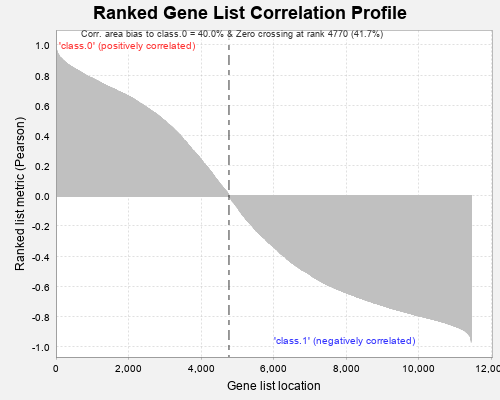 Ranked Gene List Correlation Profile
Corr. area bias to class.0 = 40.0% & Zero crossing at rank 4770 (41.7%)
'class.0' (positively correlated)
1.0
0.8
0.6
0.4
0.2
0.0
-0.2
-0.4
-0.6
-0.8
-1.0
Ranked list metric (Pearson)
'class.1' (negatively correlated)
0 2,000 4,000 6,000 8,000 10,000 12,00
Gene list location